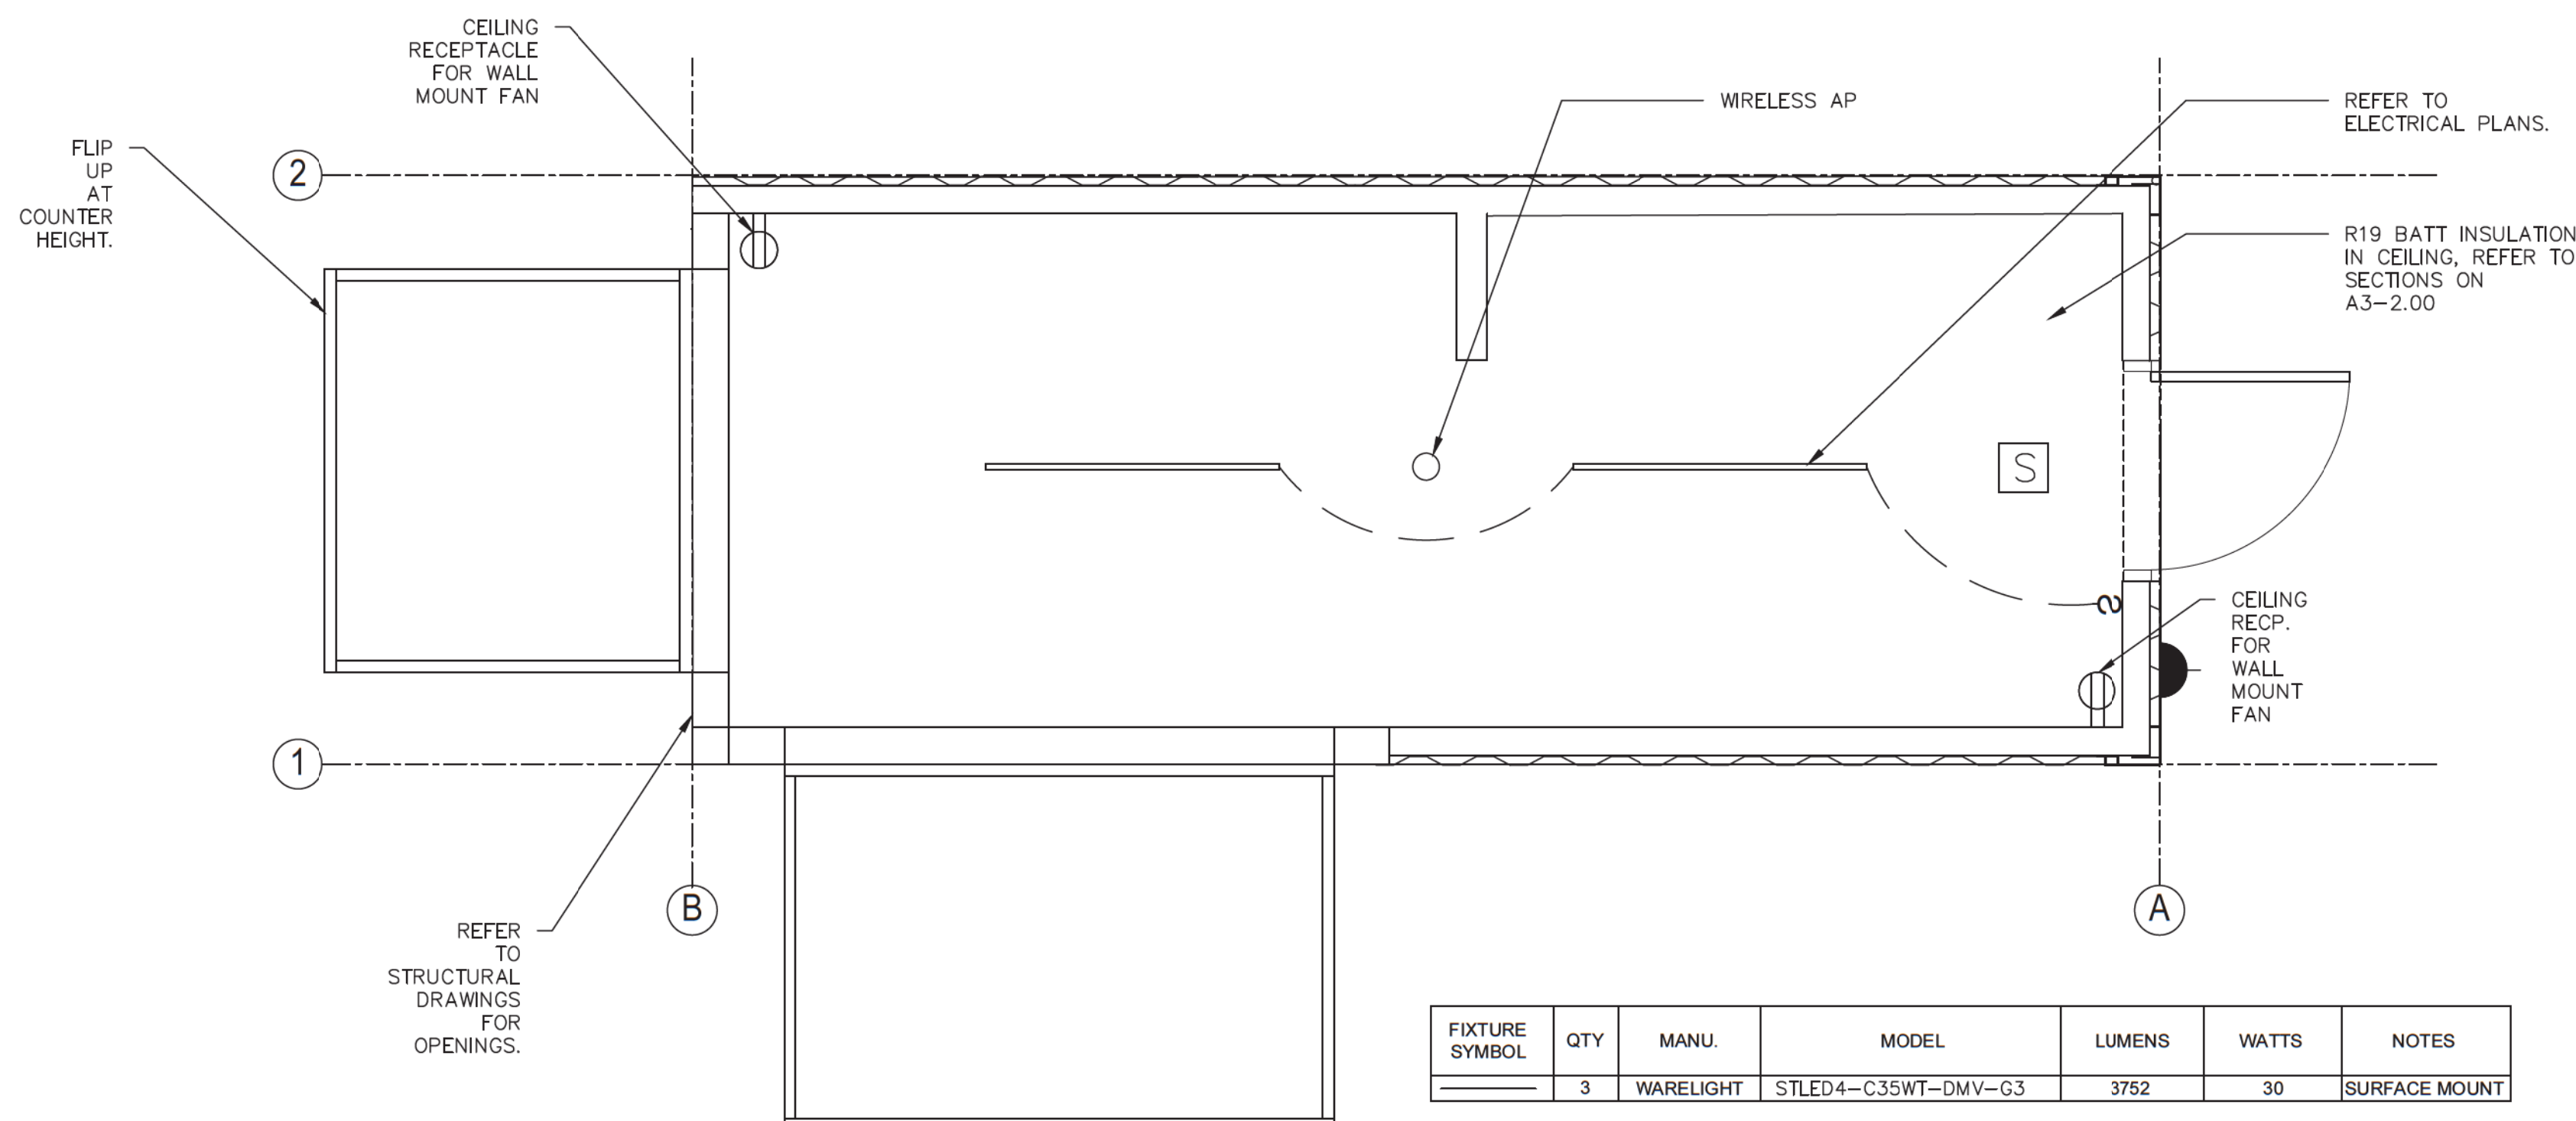 CEILING
RECEPTACLE
FOR WALL
MOUNT FAN
WIRELESS AP
REFER TO
ELECTRICAL PLANS.
FLIP
UP
AT
COUNTER
HEIGHT.
2
R19 BATT INSULATION
IN CEILING, REFER TO
SECTIONS ON
A3-2.00
S
S
CEILING
RECP.
FOR
WALL
MOUNT
FAN
1
B
A
REFER
TO
STRUCTURAL
DRAWINGS
FOR
OPENINGS.
FIXTURE
SYMBOL
QTY MANU. MODEL LUMENS WATTS NOTES
3 WARELIGHT STLED4-C35WT-DMV-G3 3752 30 SURFACE MOUNT